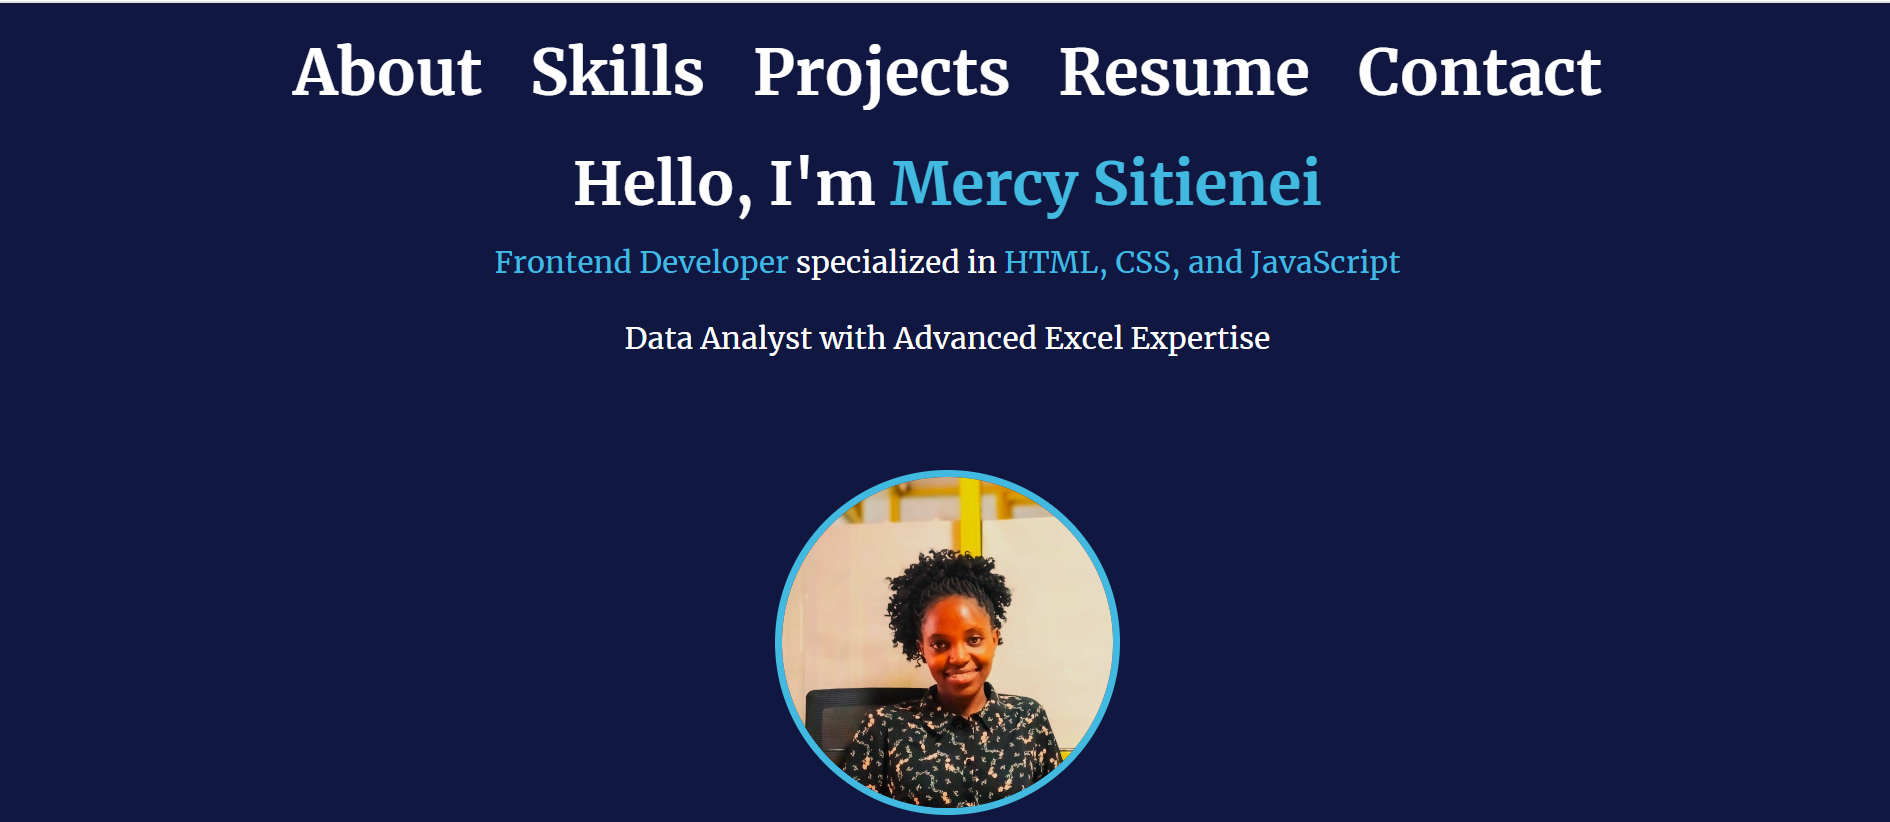 About Skills Projects Resume Contact
Hello, I'm Mercy Sitienei
Frontend Developer specialized in HTML, CSS, and JavaScript
Data Analyst with Advanced Excel Expertise